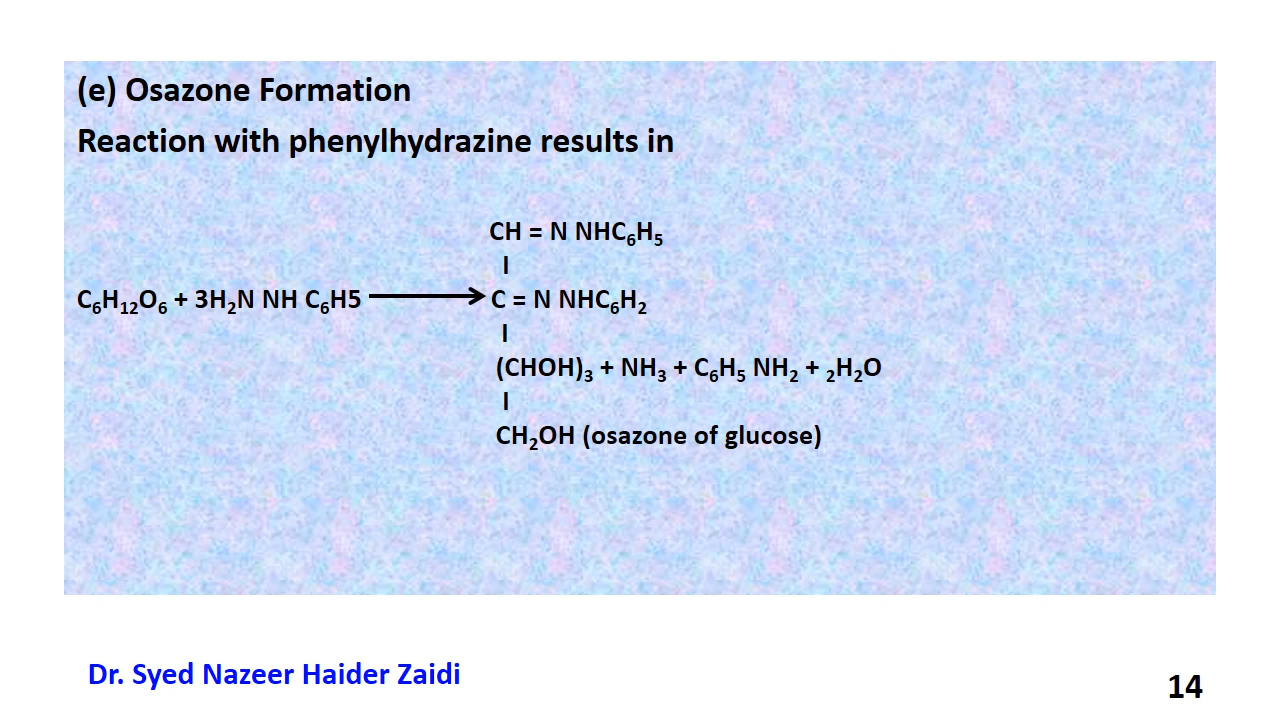 (e) Osazone Formation
Reaction with phenylhydrazine results in
CH = N NHC₆H₅
I
C₆H₁₂O₆ + 3H₂N NH C₆H5 ⟶ C = N NHC₆H₂
I
(CHOH)₃ + NH₃ + C₆H₅ NH₂ + ₂H₂O
I
CH₂OH (osazone of glucose)
Dr. Syed Nazeer Haider Zaidi
14